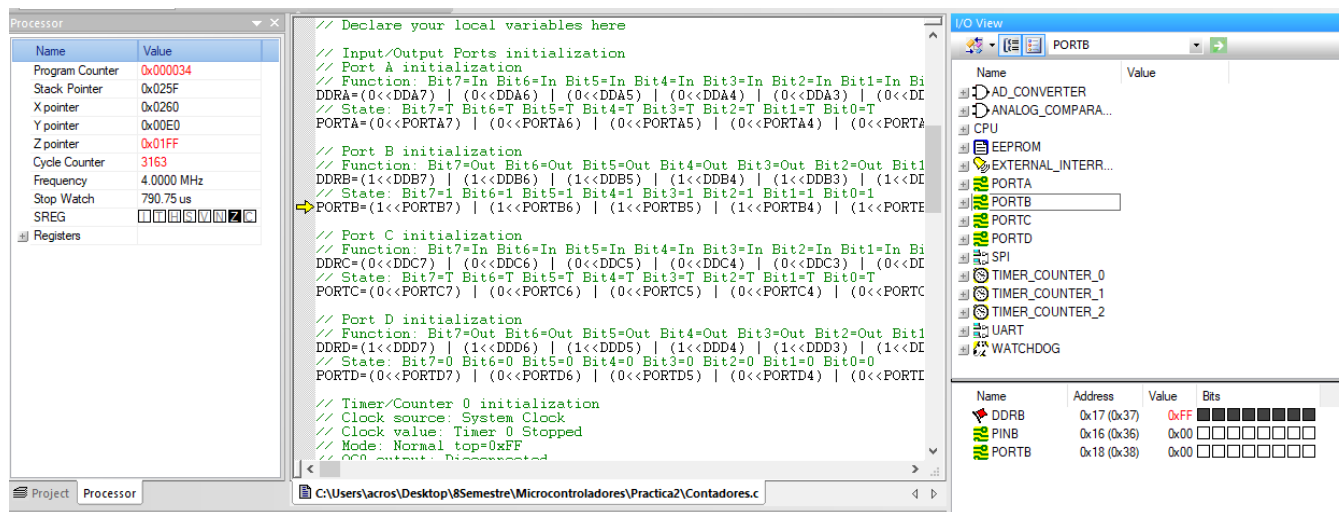 Processor
Name Value
Program Counter 0x000034
Stack Pointer 0x025F
X pointer 0x0260
Y pointer 0x00E0
Z pointer 0x01FF
Cycle Counter 3163
Frequency 4.0000 MHz
Stop Watch 790.75 us
SREG I T H S V N Z C
Registers
Project Processor
// Declare your local variables here
// Input/Output Ports initialization
// Port A initialization
// Function: Bit7=In Bit6=In Bit5=In Bit4=In Bit3=In Bit2=In Bit1=In Bi
DDRA=(0<<DDA7) | (0<<DDA6) | (0<<DDA5) | (0<<DDA4) | (0<<DDA3) | (0<<DD
// State: Bit7=T Bit6=T Bit5=T Bit4=T Bit3=T Bit2=T Bit1=T Bit0=T
PORTA=(0<<PORTA7) | (0<<PORTA6) | (0<<PORTA5) | (0<<PORTA4) | (0<<PORTA
// Port B initialization
// Function: Bit7=Out Bit6=Out Bit5=Out Bit4=Out Bit3=Out Bit2=Out Bit1
DDRB=(1<<DDB7) | (1<<DDB6) | (1<<DDB5) | (1<<DDB4) | (1<<DDB3) | (1<<DD
// State: Bit7=1 Bit6=1 Bit5=1 Bit4=1 Bit3=1 Bit2=1 Bit1=1 Bit0=1
PORTB=(1<<PORTB7) | (1<<PORTB6) | (1<<PORTB5) | (1<<PORTB4) | (1<<PORTB
// Port C initialization
// Function: Bit7=In Bit6=In Bit5=In Bit4=In Bit3=In Bit2=In Bit1=In Bi
DDRC=(0<<DDC7) | (0<<DDC6) | (0<<DDC5) | (0<<DDC4) | (0<<DDC3) | (0<<DD
// State: Bit7=T Bit6=T Bit5=T Bit4=T Bit3=T Bit2=T Bit1=T Bit0=T
PORTC=(0<<PORTC7) | (0<<PORTC6) | (0<<PORTC5) | (0<<PORTC4) | (0<<PORTC
// Port D initialization
// Function: Bit7=Out Bit6=Out Bit5=Out Bit4=Out Bit3=Out Bit2=Out Bit1
DDRD=(1<<DDD7) | (1<<DDD6) | (1<<DDD5) | (1<<DDD4) | (1<<DDD3) | (1<<DD
// State: Bit7=0 Bit6=0 Bit5=0 Bit4=0 Bit3=0 Bit2=0 Bit1=0 Bit0=0
PORTD=(0<<PORTD7) | (0<<PORTD6) | (0<<PORTD5) | (0<<PORTD4) | (0<<PORTD
// Timer/Counter 0 initialization
// Clock source: System Clock
// Clock value: Timer 0 Stopped
// Mode: Normal top=0xFF
// OC0 output: Disconnected
C:\Users\acros\Desktop\8Semestre\Microcontroladores\Practica2\Contadores.c
I/O View
PORTB
Name Value
AD_CONVERTER
ANALOG_COMPARA...
CPU
EEPROM
EXTERNAL_INTERR...
PORTA
PORTB
PORTC
PORTD
SPI
TIMER_COUNTER_0
TIMER_COUNTER_1
TIMER_COUNTER_2
UART
WATCHDOG
Name Address Value Bits
DDRB 0x17 (0x37) 0xFF
PINB 0x16 (0x36) 0x00
PORTB 0x18 (0x38) 0x00